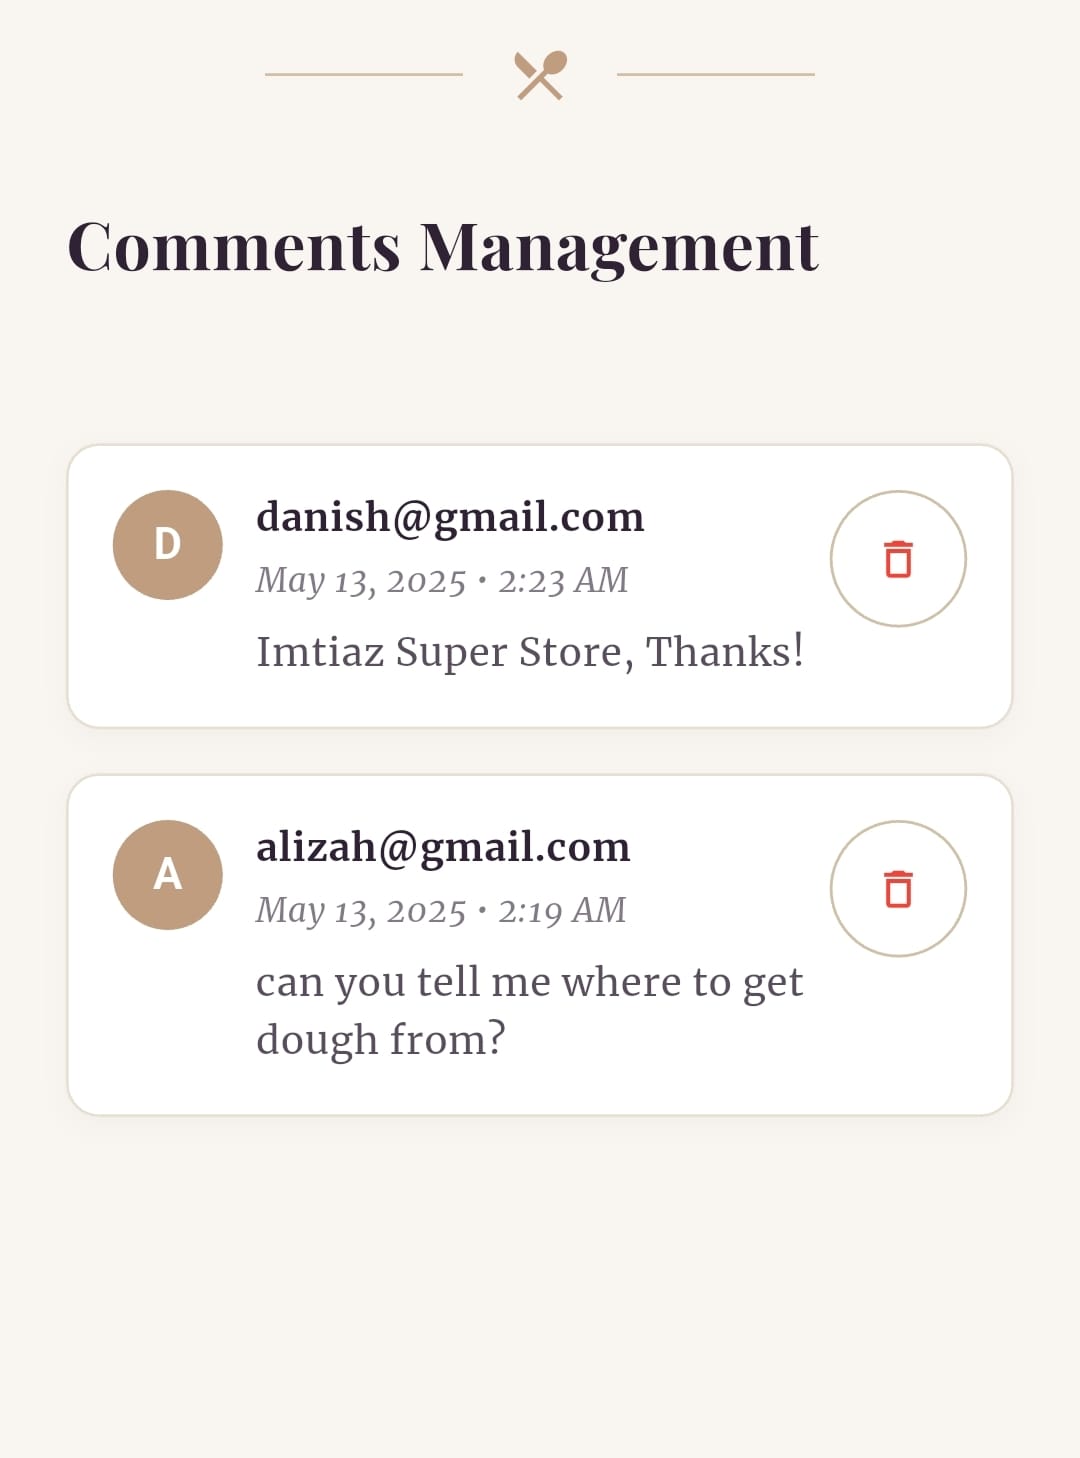 Comments Management
D
danish@gmail.com
May 13, 2025 • 2:23 AM
Imtiaz Super Store, Thanks!
A
alizah@gmail.com
May 13, 2025 • 2:19 AM
can you tell me where to get
dough from?